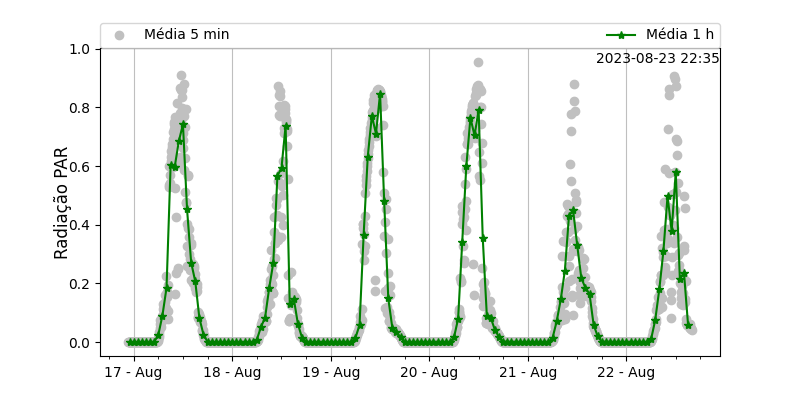 Média 5 min
Média 1 h
2023-08-23 22:35
1.0
0.8
0.6
0.4
0.2
0.0
Radiação PAR
17 - Aug
18 - Aug
19 - Aug
20 - Aug
21 - Aug
22 - Aug